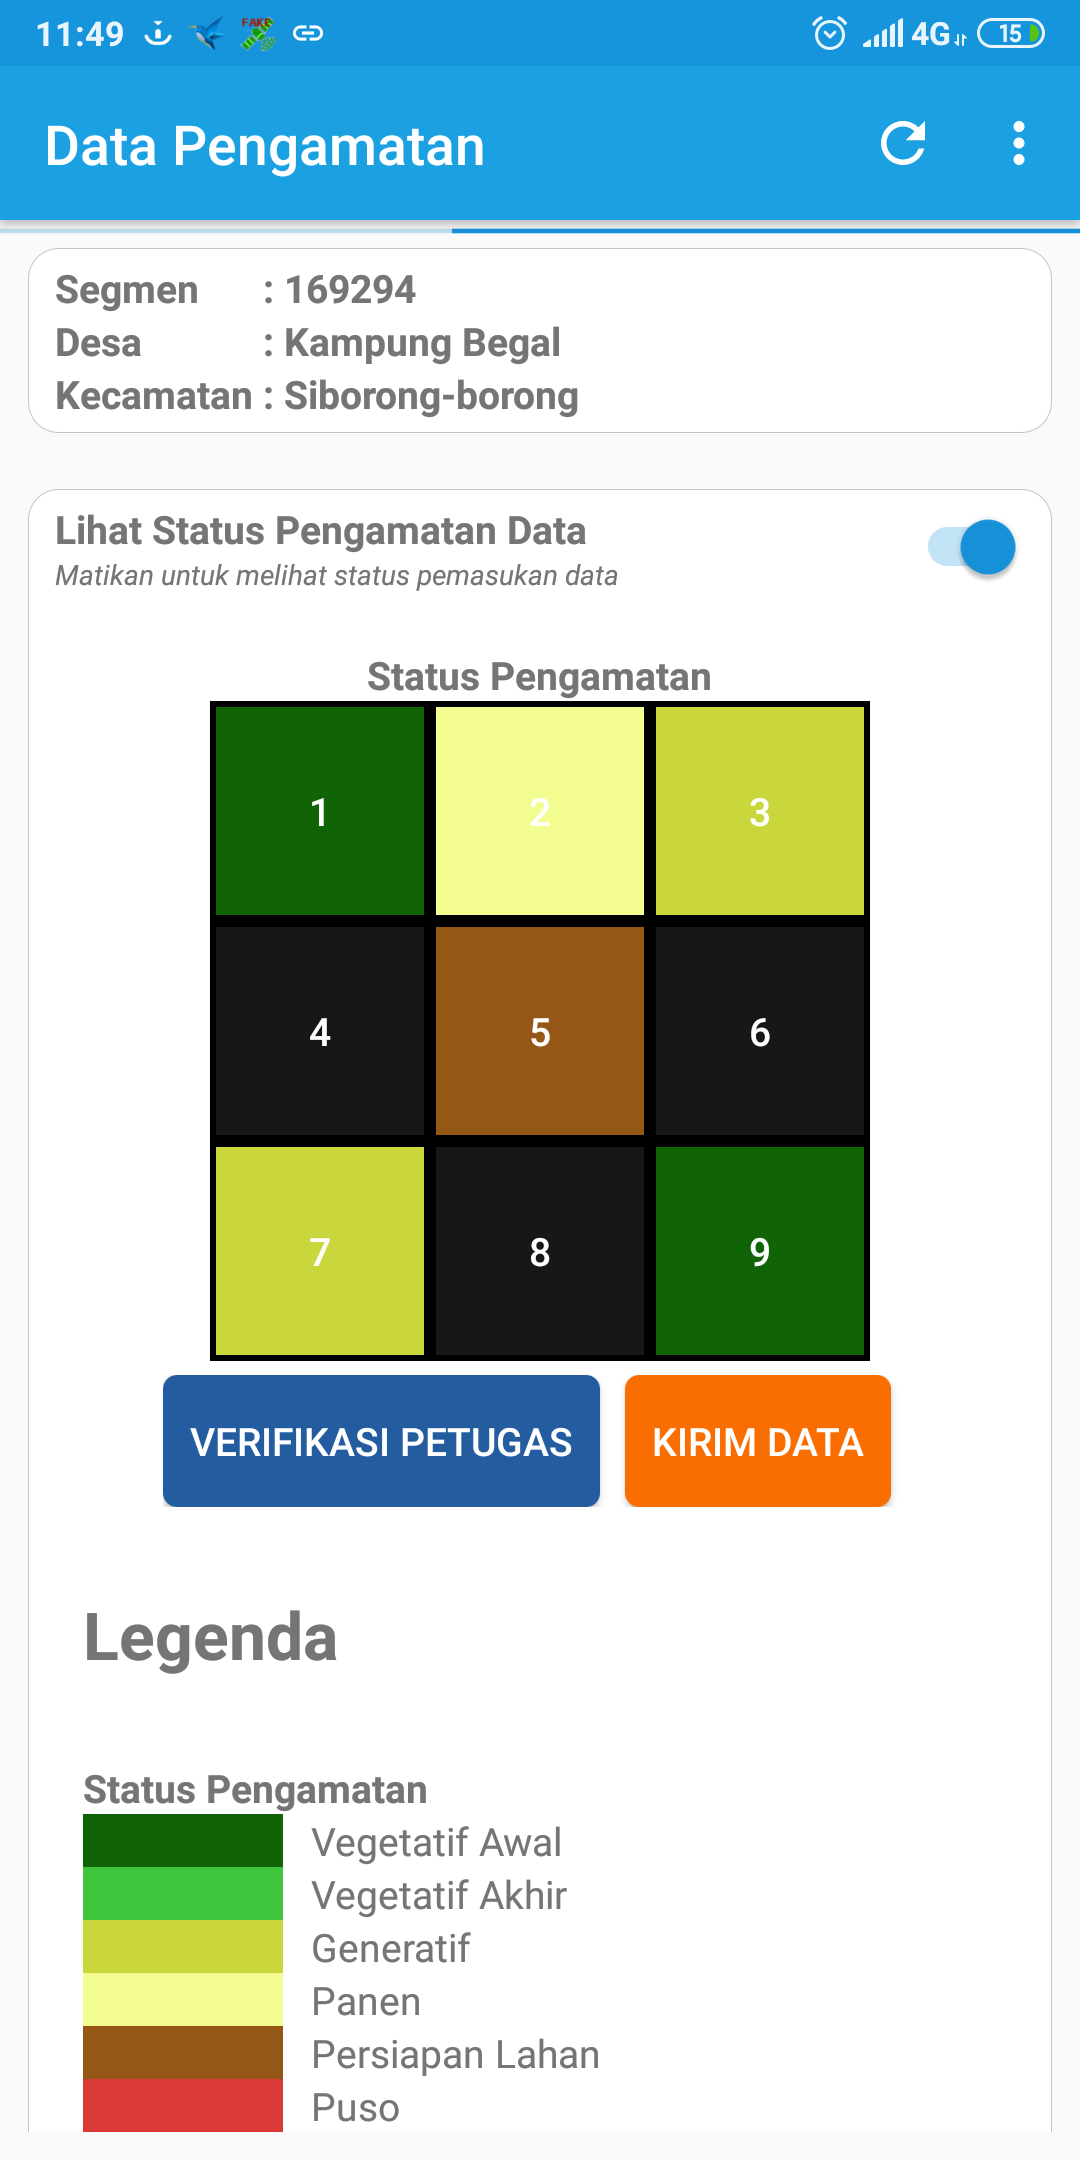 11:49 FAKE 4G 15
Data Pengamatan
Segmen : 169294
Desa : Kampung Begal
Kecamatan : Siborong-borong
Lihat Status Pengamatan Data
Matikan untuk melihat status pemasukan data
Status Pengamatan
1 2 3
4 5 6
7 8 9
VERIFIKASI PETUGAS KIRIM DATA
Legenda
Status Pengamatan
Vegetatif Awal
Vegetatif Akhir
Generatif
Panen
Persiapan Lahan
Puso